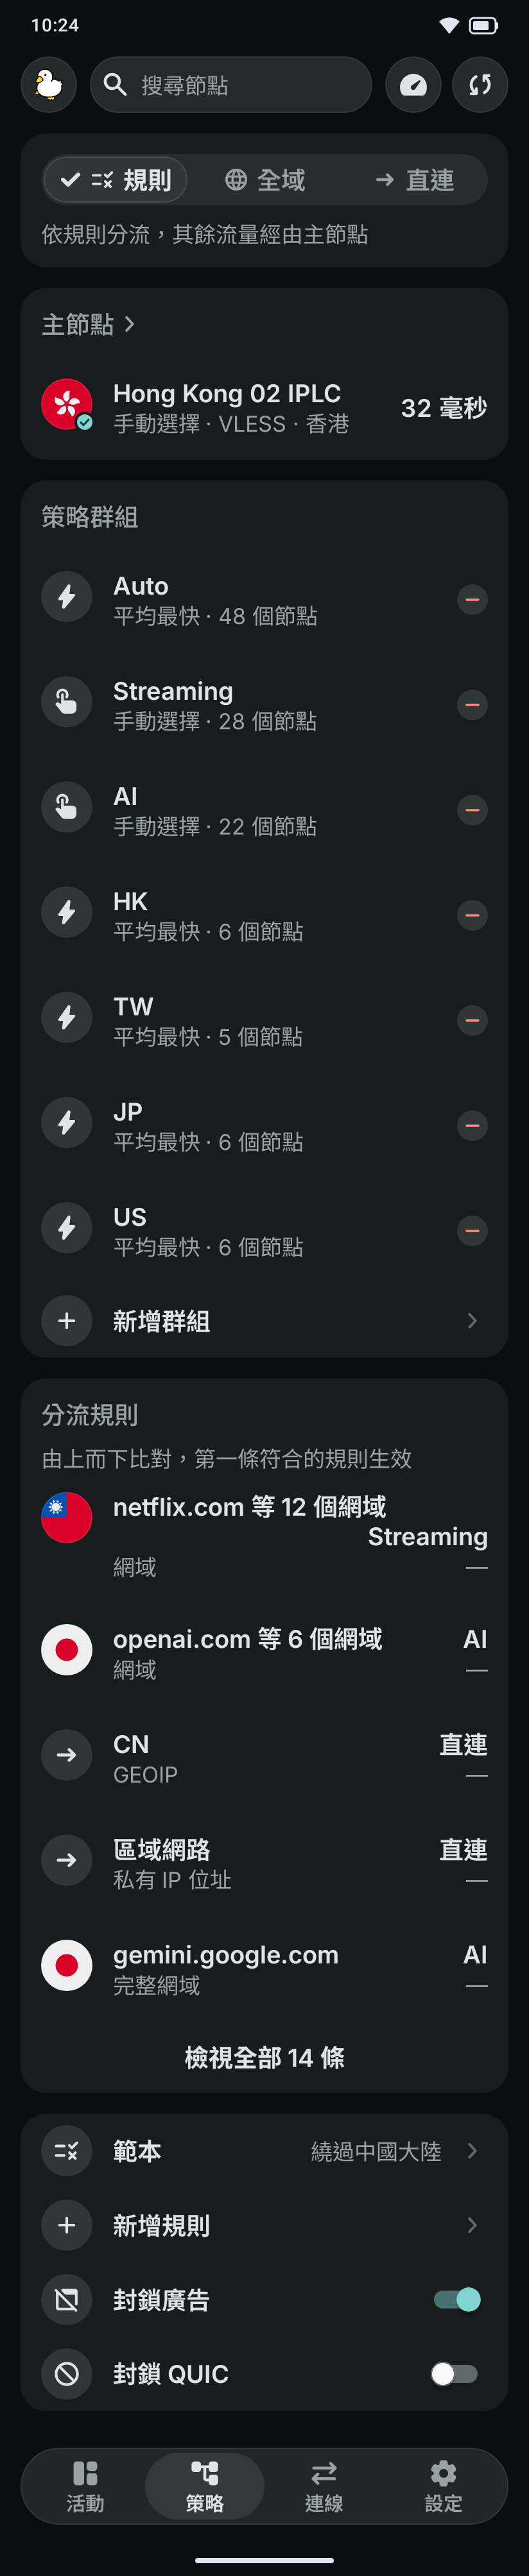 10:24
搜尋節點
規則
全域
直連
依規則分流，其餘流量經由主節點
主節點
Hong Kong 02 IPLC
手動選擇 · VLESS · 香港
32 毫秒
策略群組
Auto
平均最快 · 48 個節點
Streaming
手動選擇 · 28 個節點
AI
手動選擇 · 22 個節點
HK
平均最快 · 6 個節點
TW
平均最快 · 5 個節點
JP
平均最快 · 6 個節點
US
平均最快 · 6 個節點
新增群組
分流規則
由上而下比對，第一條符合的規則生效
netflix.com 等 12 個網域
Streaming
網域
—
openai.com 等 6 個網域
AI
網域
—
CN
直連
GEOIP
—
區域網路
直連
私有 IP 位址
—
gemini.google.com
AI
完整網域
—
檢視全部 14 條
範本
繞過中國大陸
新增規則
封鎖廣告
封鎖 QUIC
活動
策略
連線
設定